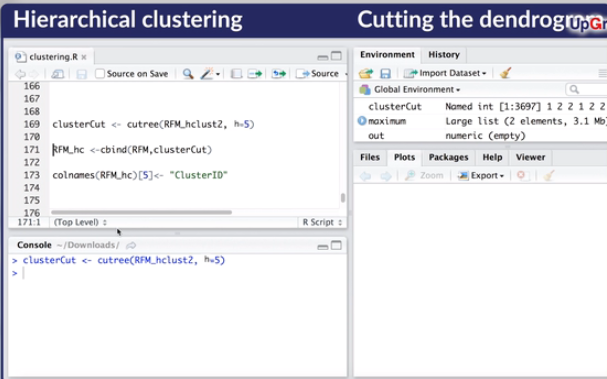 Hierarchical clustering
Cutting the dendrogra
UpGr
clustering.R
Source on Save
Source
166
167
168
169 clusterCut <- cutree(RFM_hclust2, h=5)
170
171 RFM_hc <-cbind(RFM,clusterCut)
172
173 colnames(RFM_hc)[5]<- "ClusterID"
174
175
176
171:1 (Top Level) R Script
Console ~/Downloads/
> clusterCut <- cutree(RFM_hclust2, h=5)
>
Environment History
Import Dataset
Global Environment
clusterCut Named int [1:3697] 1 2 2 1 2 2
maximum Large list (2 elements, 3.1 Mb
out numeric (empty)
Files Plots Packages Help Viewer
Zoom Export